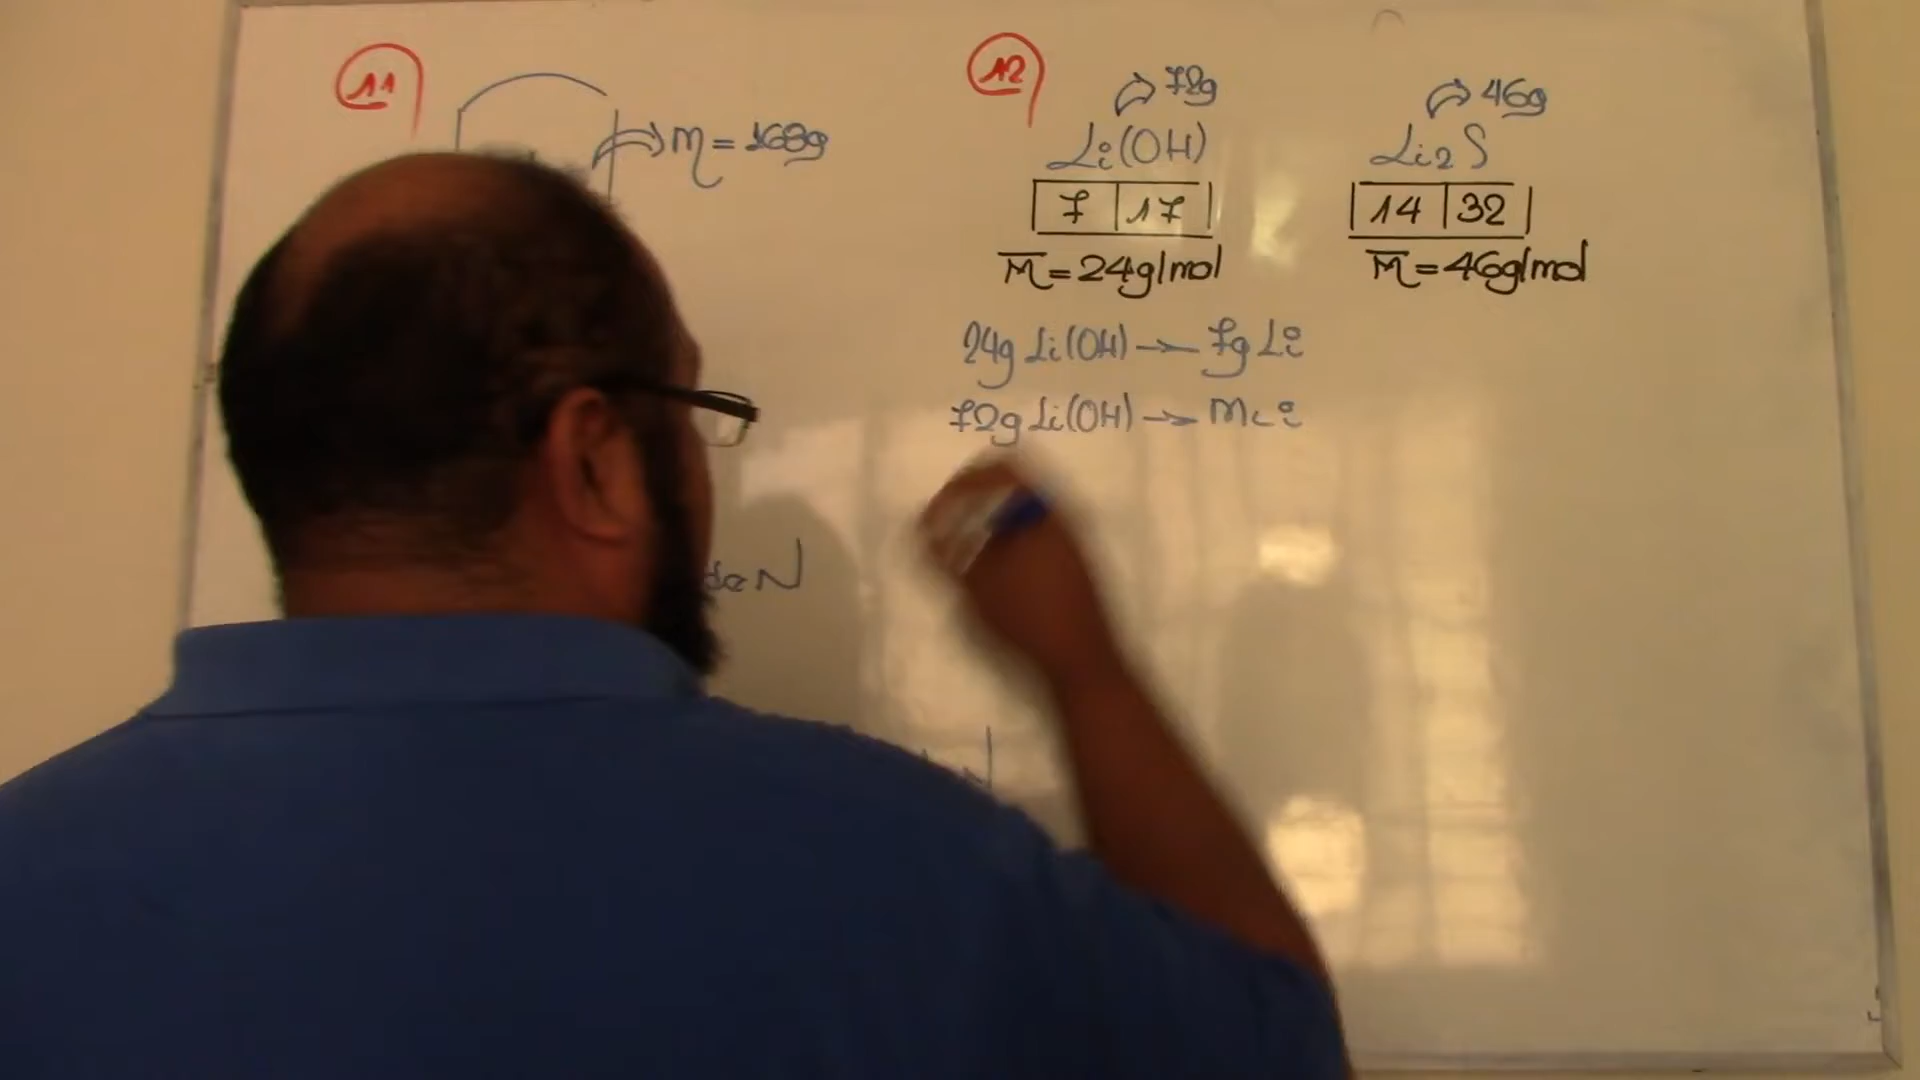 11
M = 168g
de N
12
72g
Li(OH)
7 17
M = 24g/mol
46g
Li2S
14 32
M = 46g/mol
24g Li(OH) → 7g Li
72g Li(OH) → mLi